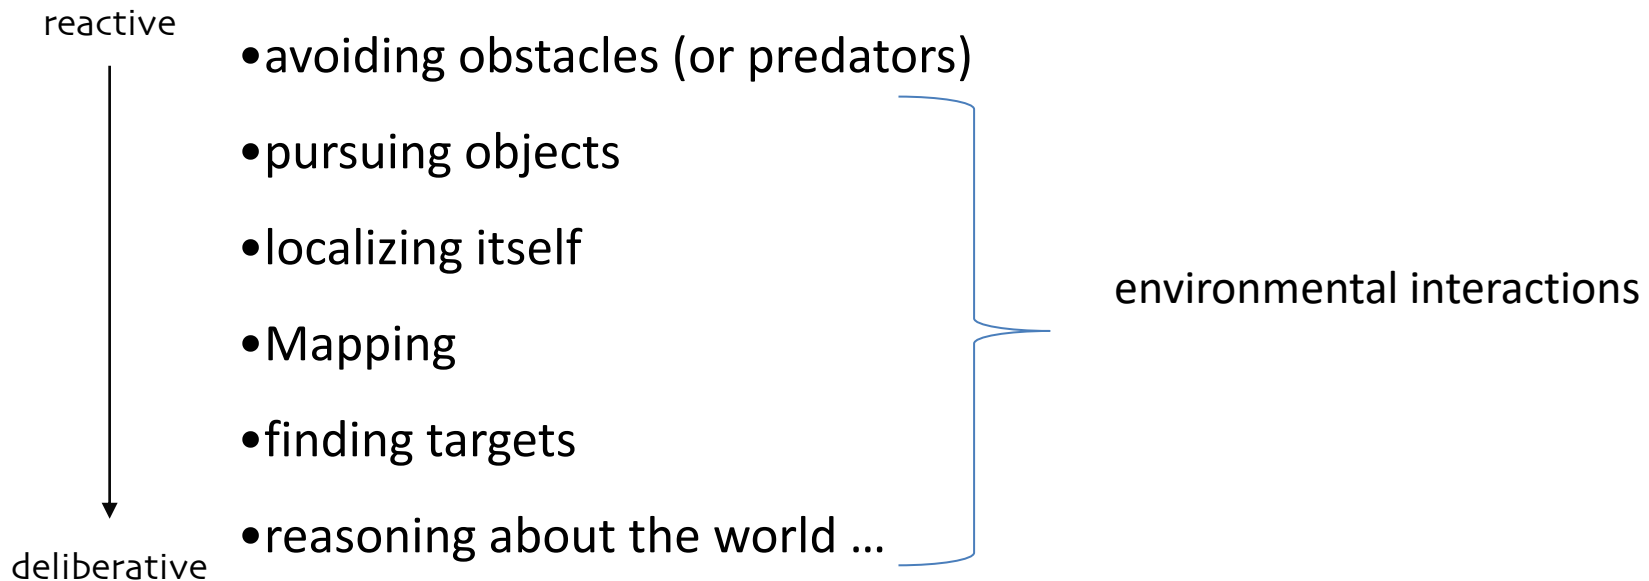 reactive
•avoiding obstacles (or predators)
•pursuing objects
•localizing itself
environmental interactions
•Mapping
•finding targets
•reasoning about the world ...
deliberative